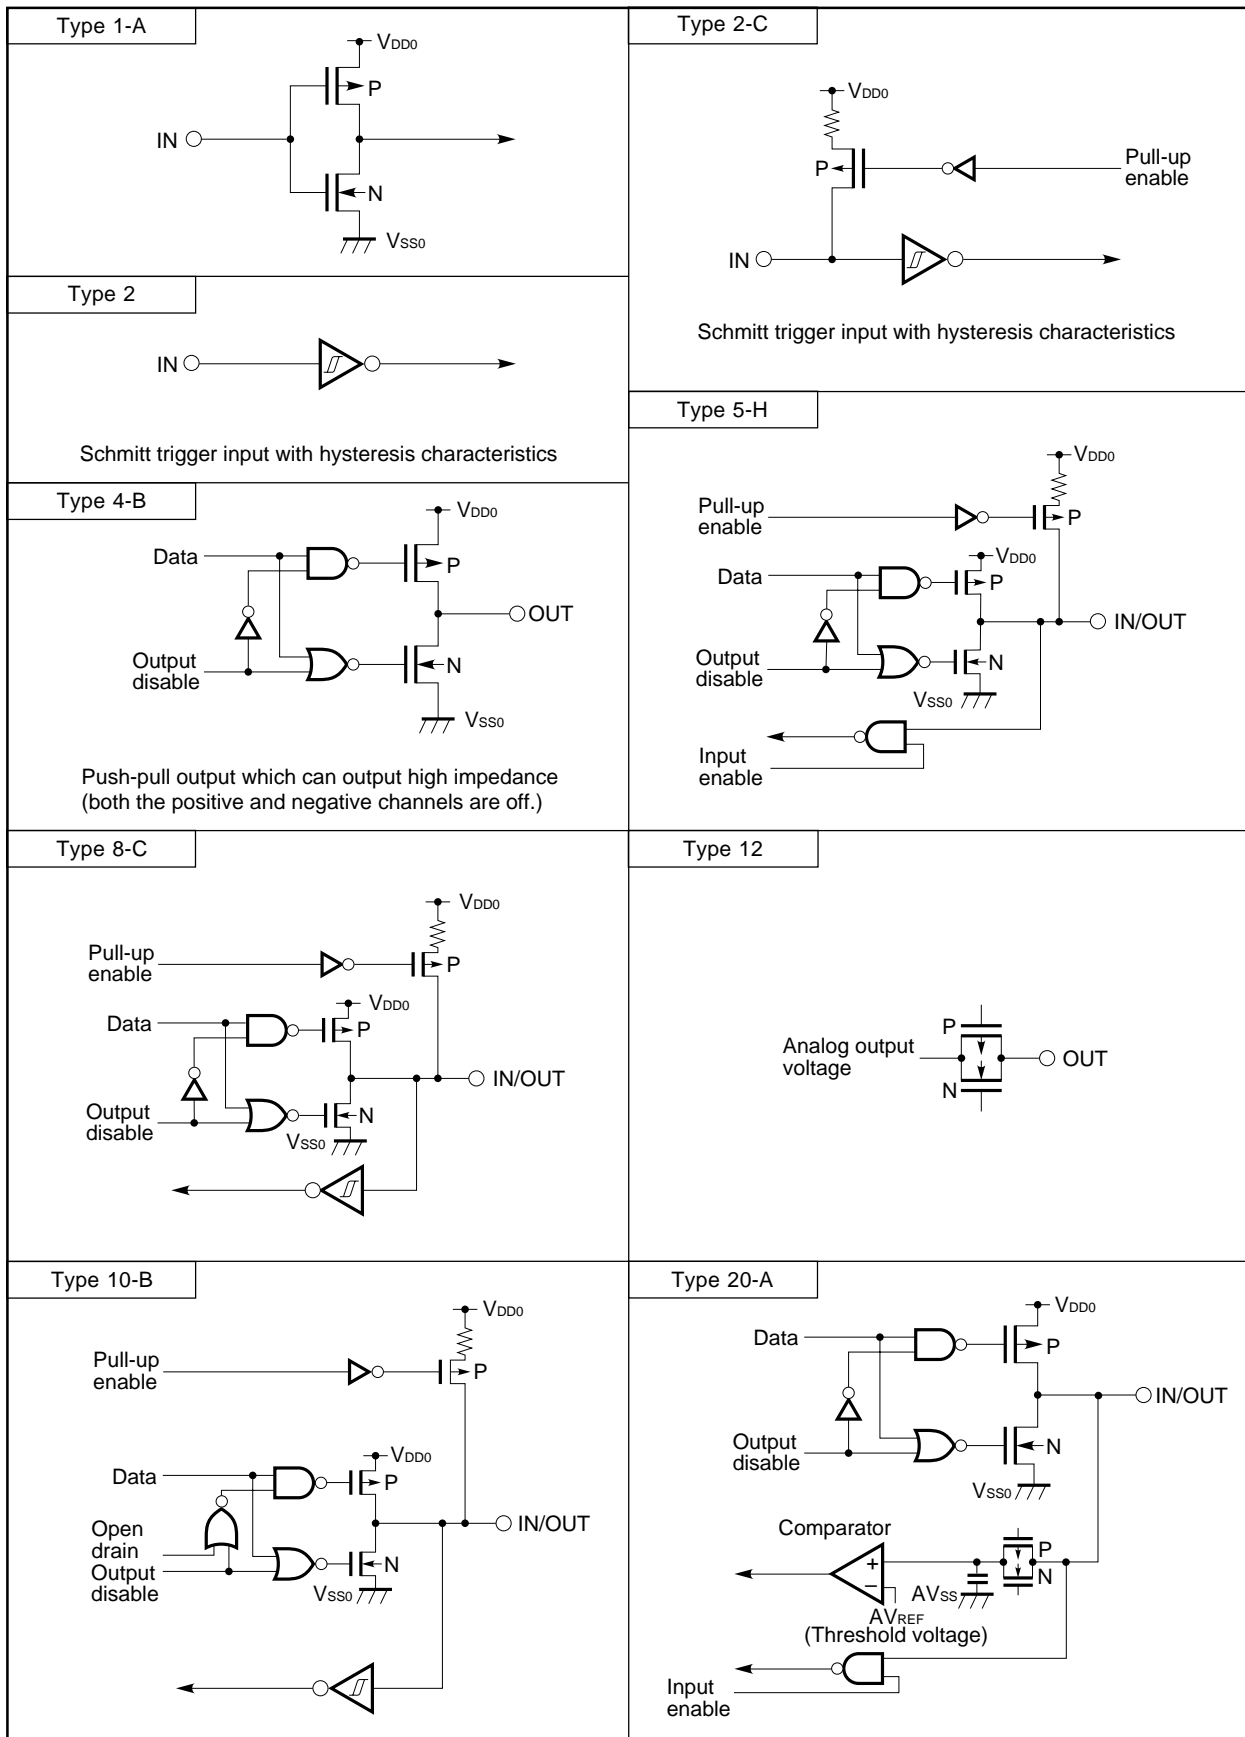 Type 1-A
VDD0
P
IN
N
VSS0
Type 2
IN
Schmitt trigger input with hysteresis characteristics
Type 4-B
VDD0
Data
P
OUT
Output
disable
N
VSS0
Push-pull output which can output high impedance
(both the positive and negative channels are off.)
Type 8-C
VDD0
Pull-up
enable
P
VDD0
Data
P
IN/OUT
Output
disable
N
VSS0
Type 10-B
VDD0
Pull-up
enable
P
VDD0
Data
P
Open
drain
IN/OUT
Output
disable
N
VSS0
Type 2-C
VDD0
P
Pull-up
enable
IN
Schmitt trigger input with hysteresis characteristics
Type 5-H
VDD0
Pull-up
enable
P
VDD0
Data
P
IN/OUT
Output
disable
N
VSS0
Input
enable
Type 12
P
Analog output
voltage
OUT
N
Type 20-A
VDD0
Data
P
IN/OUT
Output
disable
N
VSS0
Comparator
P
N
+
−
AVSS
AVREF
(Threshold voltage)
Input
enable